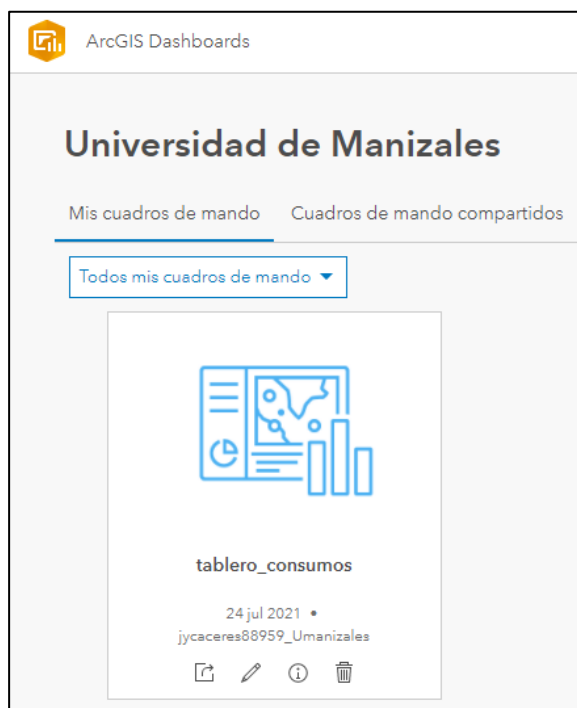 ArcGIS Dashboards
Universidad de Manizales
Mis cuadros de mando Cuadros de mando compartidos
Todos mis cuadros de mando
tablero_consumos
24 jul 2021 •
jycaceres88959_Umanizales